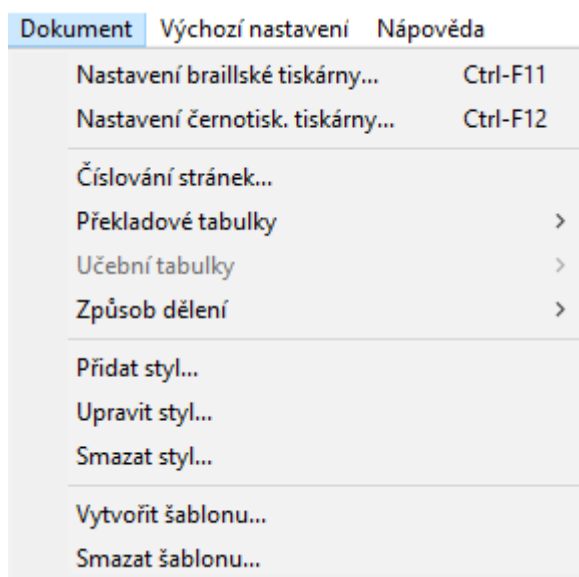 Dokument Výchozí nastavení Nápověda
Nastavení braillské tiskárny... Ctrl-F11
Nastavení černotisk. tiskárny... Ctrl-F12
Číslování stránek...
Překladové tabulky
Učební tabulky
Způsob dělení
Přidat styl...
Upravit styl...
Smazat styl...
Vytvořit šablonu...
Smazat šablonu...